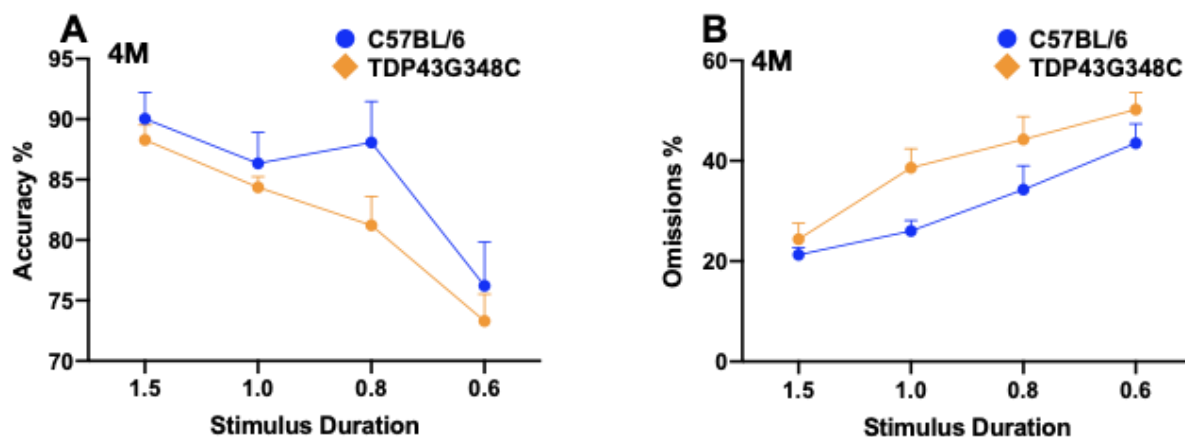 A
4M
C57BL/6
TDP43G348C
95
90
85
80
75
70
Accuracy %
1.5 1.0 0.8 0.6
Stimulus Duration
B
4M
C57BL/6
TDP43G348C
60
40
20
0
Omissions %
1.5 1.0 0.8 0.6
Stimulus Duration